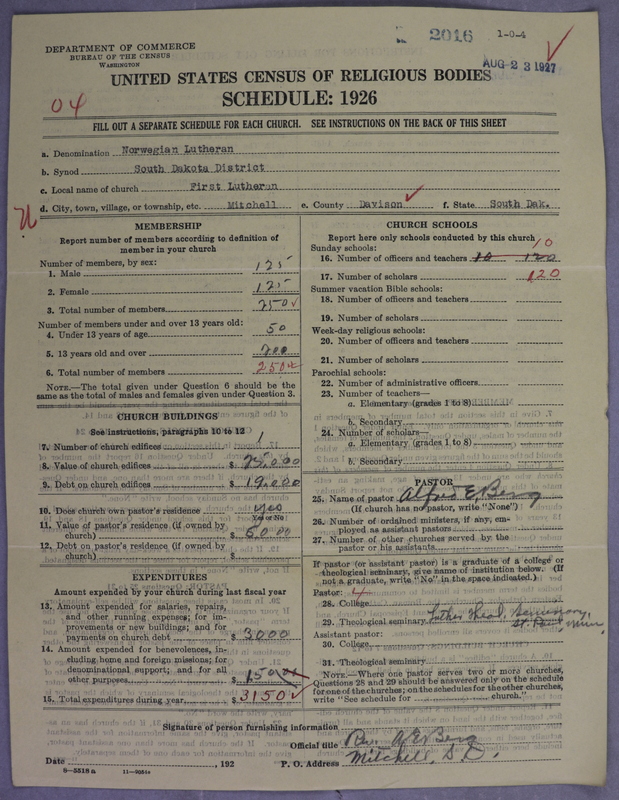 2016 1-0-4
DEPARTMENT OF COMMERCE
BUREAU OF THE CENSUS
WASHINGTON
AUG 23 1927
UNITED STATES CENSUS OF RELIGIOUS BODIES
SCHEDULE: 1926
04
FILL OUT A SEPARATE SCHEDULE FOR EACH CHURCH. SEE INSTRUCTIONS ON THE BACK OF THIS SHEET
a. Denomination Norwegian Lutheran
b. Synod South Dakota District
c. Local name of church First Lutheran
d. City, town, village, or township, etc. Mitchell e. County Davison f. State South Dak.
MEMBERSHIP
Report number of members according to definition of
member in your church
Number of members, by sex:
1. Male 125
2. Female 125
3. Total number of members 250
Number of members under and over 13 years old:
4. Under 13 years of age 50
5. 13 years old and over 200
6. Total number of members 250
NOTE.—The total given under Question 6 should be the
same as the total of males and females given under Question 3.
CHURCH BUILDINGS
See instructions, paragraphs 10 to 12
7. Number of church edifices 1
8. Value of church edifices $ 75,000
9. Debt on church edifices $ 19,000
10. Does church own pastor's residence? yes
Yes or No
11. Value of pastor's residence (if owned by
church) $ 5000
12. Debt on pastor's residence (if owned by
church) $
EXPENDITURES
Amount expended by church during last fiscal year
13. Amount expended for salaries, repairs,
and other running expenses; for im-
provements or new buildings; and for
payments on church debt $ 3000
14. Amount expended for benevolences, in-
cluding home and foreign missions; for
denominational support; and for all
other purposes $ 150
15. Total expenditures during year $ 3150
CHURCH SCHOOLS
Report here only schools conducted by this church
Sunday schools: 10
16. Number of officers and teachers 10 120
17. Number of scholars 120
Summer vacation Bible schools:
18. Number of officers and teachers
19. Number of scholars
Week-day religious schools:
20. Number of officers and teachers
21. Number of scholars
Parochial schools:
22. Number of administrative officers
23. Number of teachers—
a. Elementary (grades 1 to 8)
b. Secondary
24. Number of scholars—
a. Elementary (grades 1 to 8)
b. Secondary
PASTOR
25. Name of pastor Alfred E. Berg
(If church has no pastor, write "None")
26. Number of ordained ministers, if any, em-
ployed as assistant pastors
27. Number of other churches served by the
pastor or his assistants
If pastor (or assistant pastor) is a graduate of a college or
theological seminary, give name of institution below. (If
not a graduate, write "No" in the space indicated.)
Pastor:
28. College
29. Theological seminary Luther Theol. Seminary,
St. Paul Minn
Assistant pastor:
30. College
31. Theological seminary
NOTE.—Where one pastor serves two or more churches,
Questions 28 and 29 should be answered only on the schedule
for one of the churches; on the schedules for the other churches,
write "See schedule for church."
Signature of person furnishing information
Official title Rev. A E Berg
Date , 192 P. O. Address Mitchell, S. D.
8-5518a 11-9054a